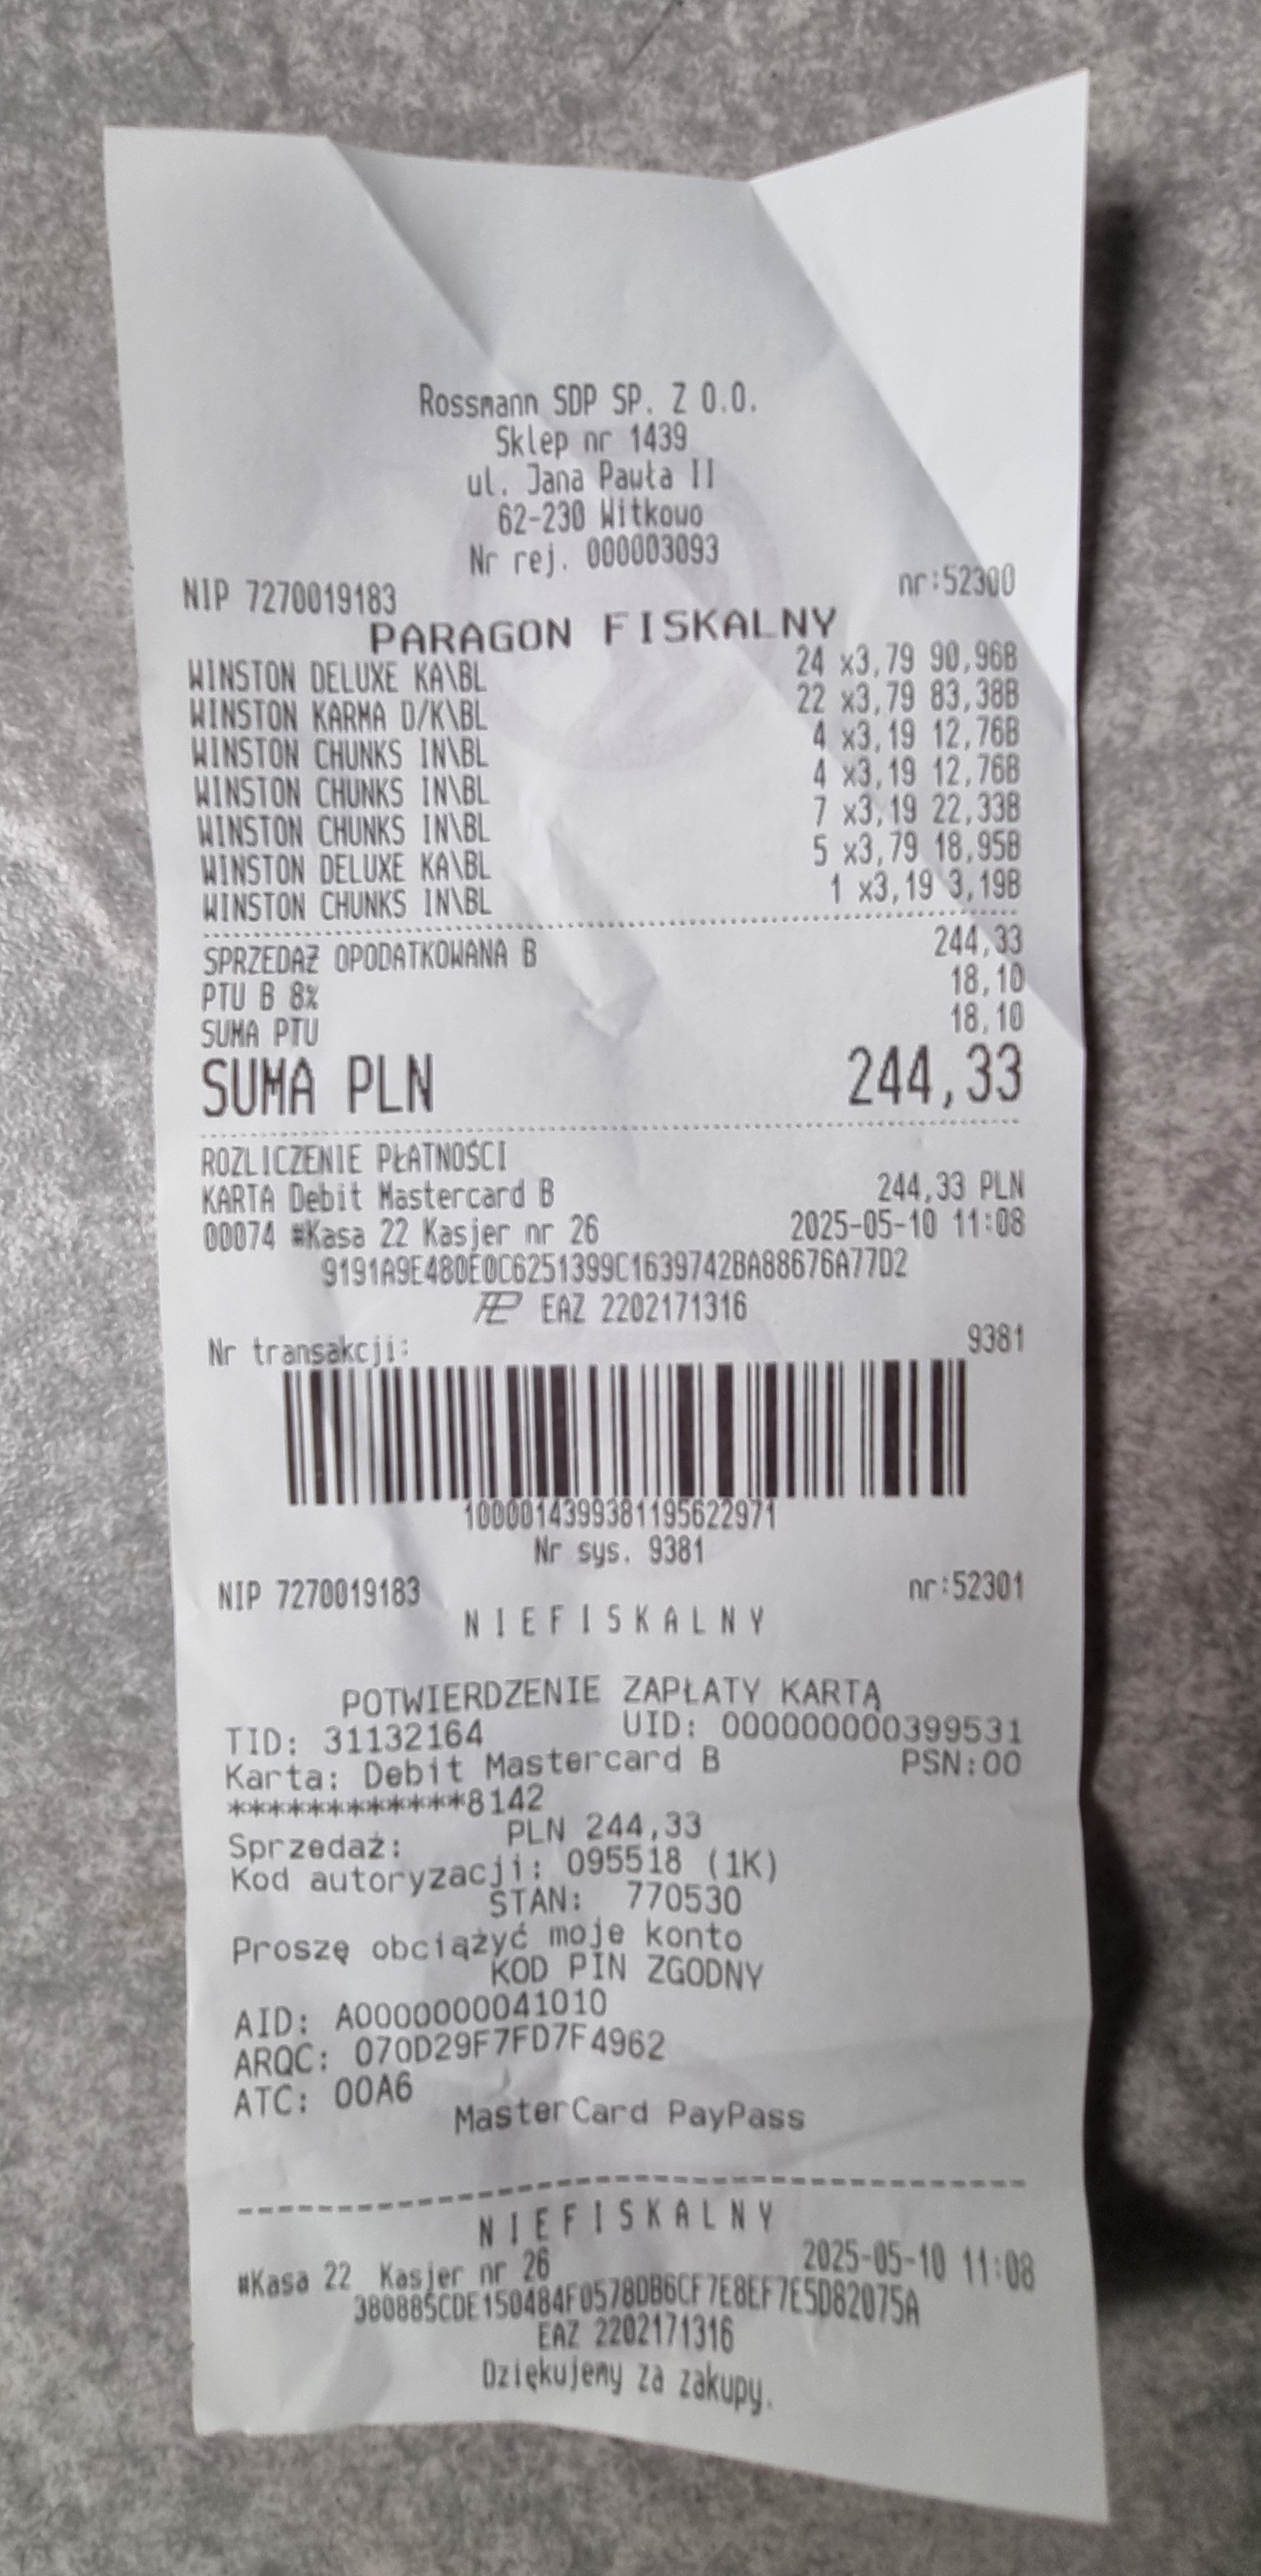 Rossmann SDP SP. Z O.O.
Sklep nr 1439
ul. Jana Pawła II
62-230 Witkowo
Nr rej. 000003093
NIP 7270019183 nr:52300
PARAGON FISKALNY
WINSTON DELUXE KA\BL 24 x3,79 90,96B
WINSTON KARMA D/K\BL 22 x3,79 83,38B
WINSTON CHUNKS IN\BL 4 x3,19 12,76B
WINSTON CHUNKS IN\BL 4 x3,19 12,76B
WINSTON CHUNKS IN\BL 7 x3,19 22,33B
WINSTON DELUXE KA\BL 5 x3,79 18,95B
WINSTON CHUNKS IN\BL 1 x3,19 3,19B
SPRZEDAŻ OPODATKOWANA B 244,33
PTU B 8% 18,10
SUMA PTU 18,10
SUMA PLN 244,33
ROZLICZENIE PŁATNOŚCI
KARTA Debit Mastercard B 244,33 PLN
00074 #Kasa 22 Kasjer nr 26 2025-05-10 11:08
9191A9E480E0C6251399C1639742BA88676A77D2
EAZ 2202171316
Nr transakcji: 9381
1000014399381195622971
Nr sys. 9381
NIP 7270019183 nr:52301
NIEFISKALNY
POTWIERDZENIE ZAPŁATY KARTĄ
TID: 31132164 UID: 000000000399531
Karta: Debit Mastercard B PSN:00
************8142
Sprzedaż: PLN 244,33
Kod autoryzacji: 095518 (1K)
STAN: 770530
Proszę obciążyć moje konto
KOD PIN ZGODNY
AID: A0000000041010
ARQC: 070D29F7FD7F4962
ATC: 00A6
MasterCard PayPass
NIEFISKALNY
#Kasa 22 Kasjer nr 26 2025-05-10 11:08
380885CDE150484F0578DB6CF7E8EF7E5D82075A
EAZ 2202171316
Dziękujemy za zakupy.